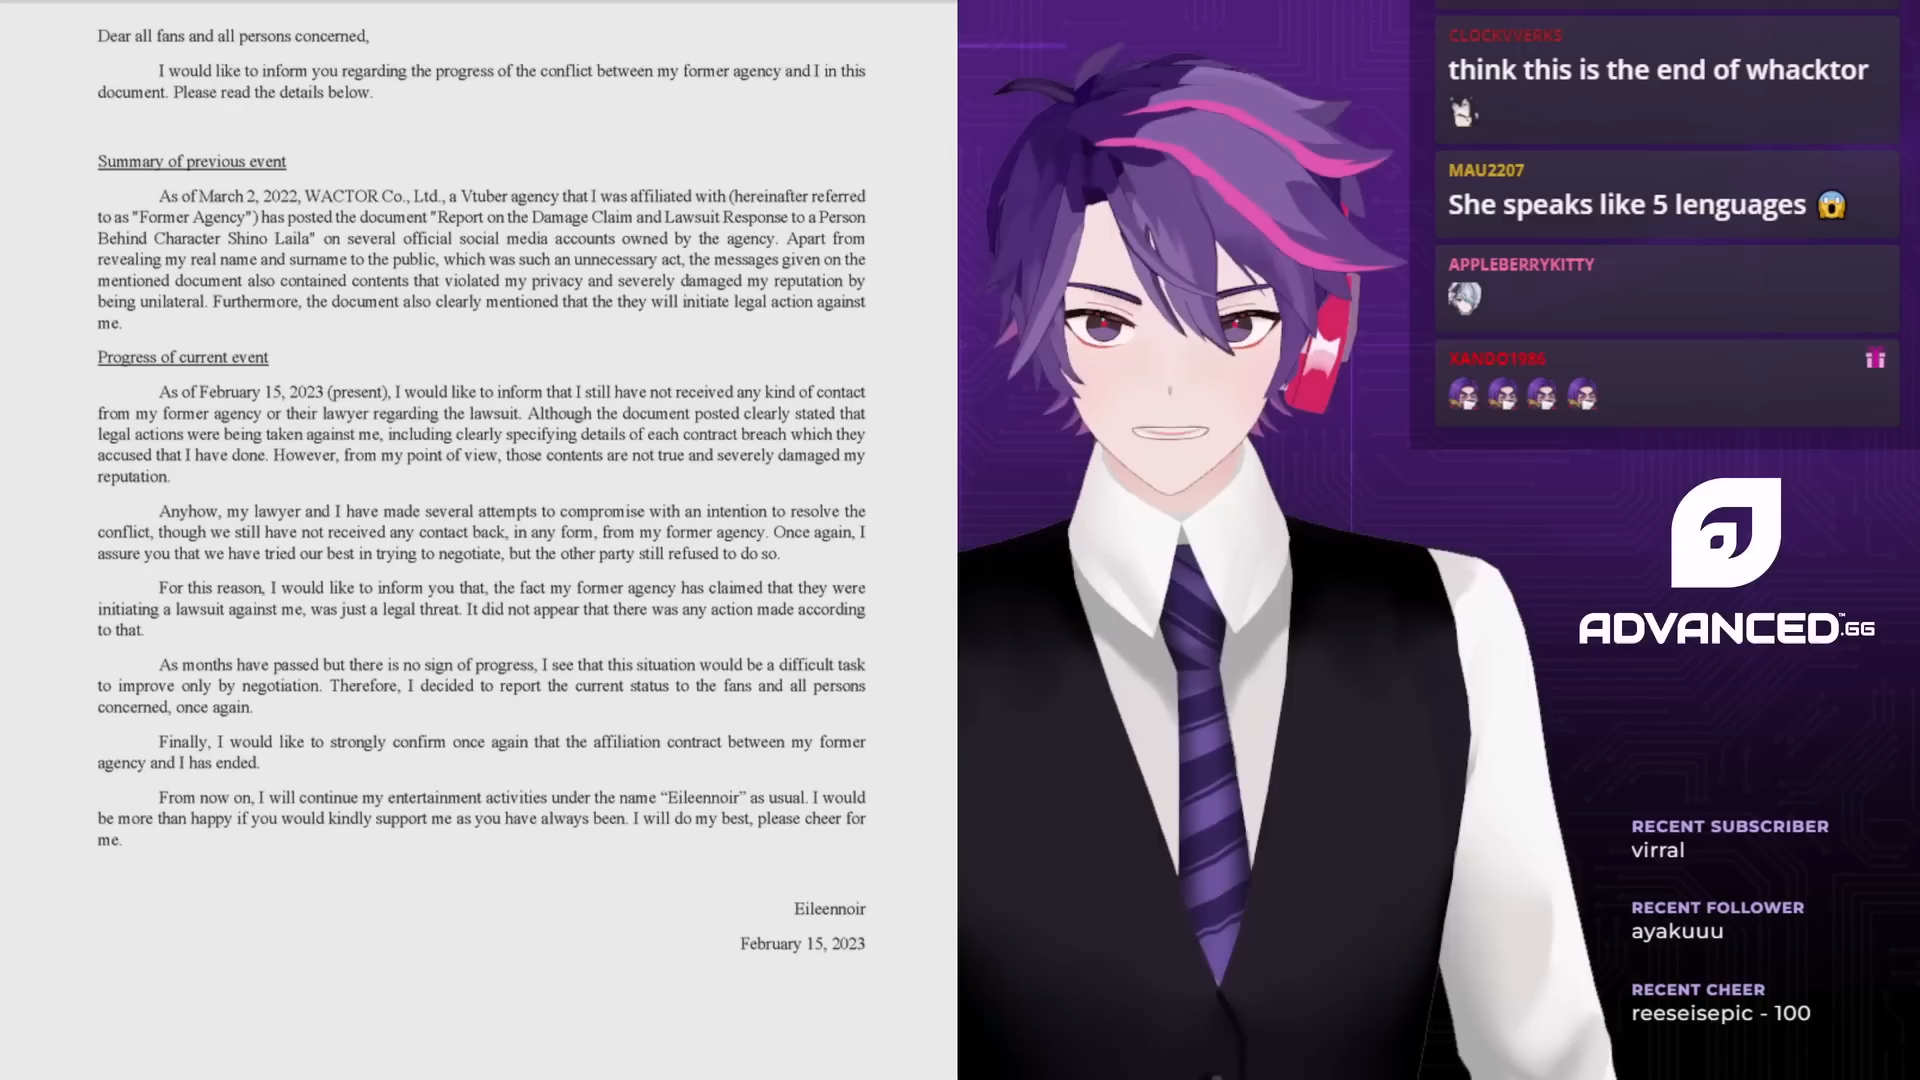 Dear all fans and all persons concerned,
I would like to inform you regarding the progress of the conflict between my former agency and I in this
document. Please read the details below.
Summary of previous event
As of March 2, 2022, WACTOR Co., Ltd., a Vtuber agency that I was affiliated with (hereinafter referred
to as "Former Agency") has posted the document "Report on the Damage Claim and Lawsuit Response to a Person
Behind Character Shino Laila" on several official social media accounts owned by the agency. Apart from
revealing my real name and surname to the public, which was such an unnecessary act, the messages given on the
mentioned document also contained contents that violated my privacy and severely damaged my reputation by
being unilateral. Furthermore, the document also clearly mentioned that the they will initiate legal action against
me.
Progress of current event
As of February 15, 2023 (present), I would like to inform that I still have not received any kind of contact
from my former agency or their lawyer regarding the lawsuit. Although the document posted clearly stated that
legal actions were being taken against me, including clearly specifying details of each contract breach which they
accused that I have done. However, from my point of view, those contents are not true and severely damaged my
reputation.
Anyhow, my lawyer and I have made several attempts to compromise with an intention to resolve the
conflict, though we still have not received any contact back, in any form, from my former agency. Once again, I
assure you that we have tried our best in trying to negotiate, but the other party still refused to do so.
For this reason, I would like to inform you that, the fact my former agency has claimed that they were
initiating a lawsuit against me, was just a legal threat. It did not appear that there was any action made according
to that.
As months have passed but there is no sign of progress, I see that this situation would be a difficult task
to improve only by negotiation. Therefore, I decided to report the current status to the fans and all persons
concerned, once again.
Finally, I would like to strongly confirm once again that the affiliation contract between my former
agency and I has ended.
From now on, I will continue my entertainment activities under the name “Eileennoir” as usual. I would
be more than happy if you would kindly support me as you have always been. I will do my best, please cheer for
me.
Eileennoir
February 15, 2023
CLOCKVVERKS
think this is the end of whacktor
MAU2207
She speaks like 5 lenguages
APPLEBERRYKITTY
XANDO1986
ADVANCED.GG
™
RECENT SUBSCRIBER
virral
RECENT FOLLOWER
ayakuuu
RECENT CHEER
reeseisepic - 100